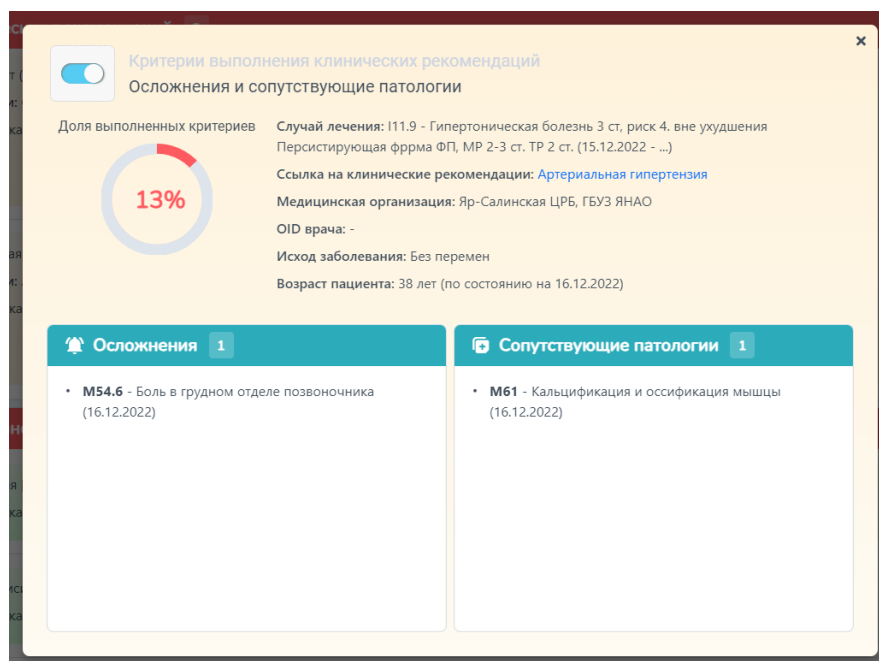 Критерии выполнения клинических рекомендаций
Осложнения и сопутствующие патологии
Доля выполненных критериев
13%
Случай лечения: I11.9 - Гипертоническая болезнь 3 ст, риск 4. вне ухудшения
Персистирующая фррма ФП, МР 2-3 ст. ТР 2 ст. (15.12.2022 - ...)
Ссылка на клинические рекомендации: Артериальная гипертензия
Медицинская организация: Яр-Салинская ЦРБ, ГБУЗ ЯНАО
OID врача: -
Исход заболевания: Без перемен
Возраст пациента: 38 лет (по состоянию на 16.12.2022)
Осложнения 1
• M54.6 - Боль в грудном отделе позвоночника
(16.12.2022)
Сопутствующие патологии 1
• M61 - Кальцификация и оссификация мышцы
(16.12.2022)